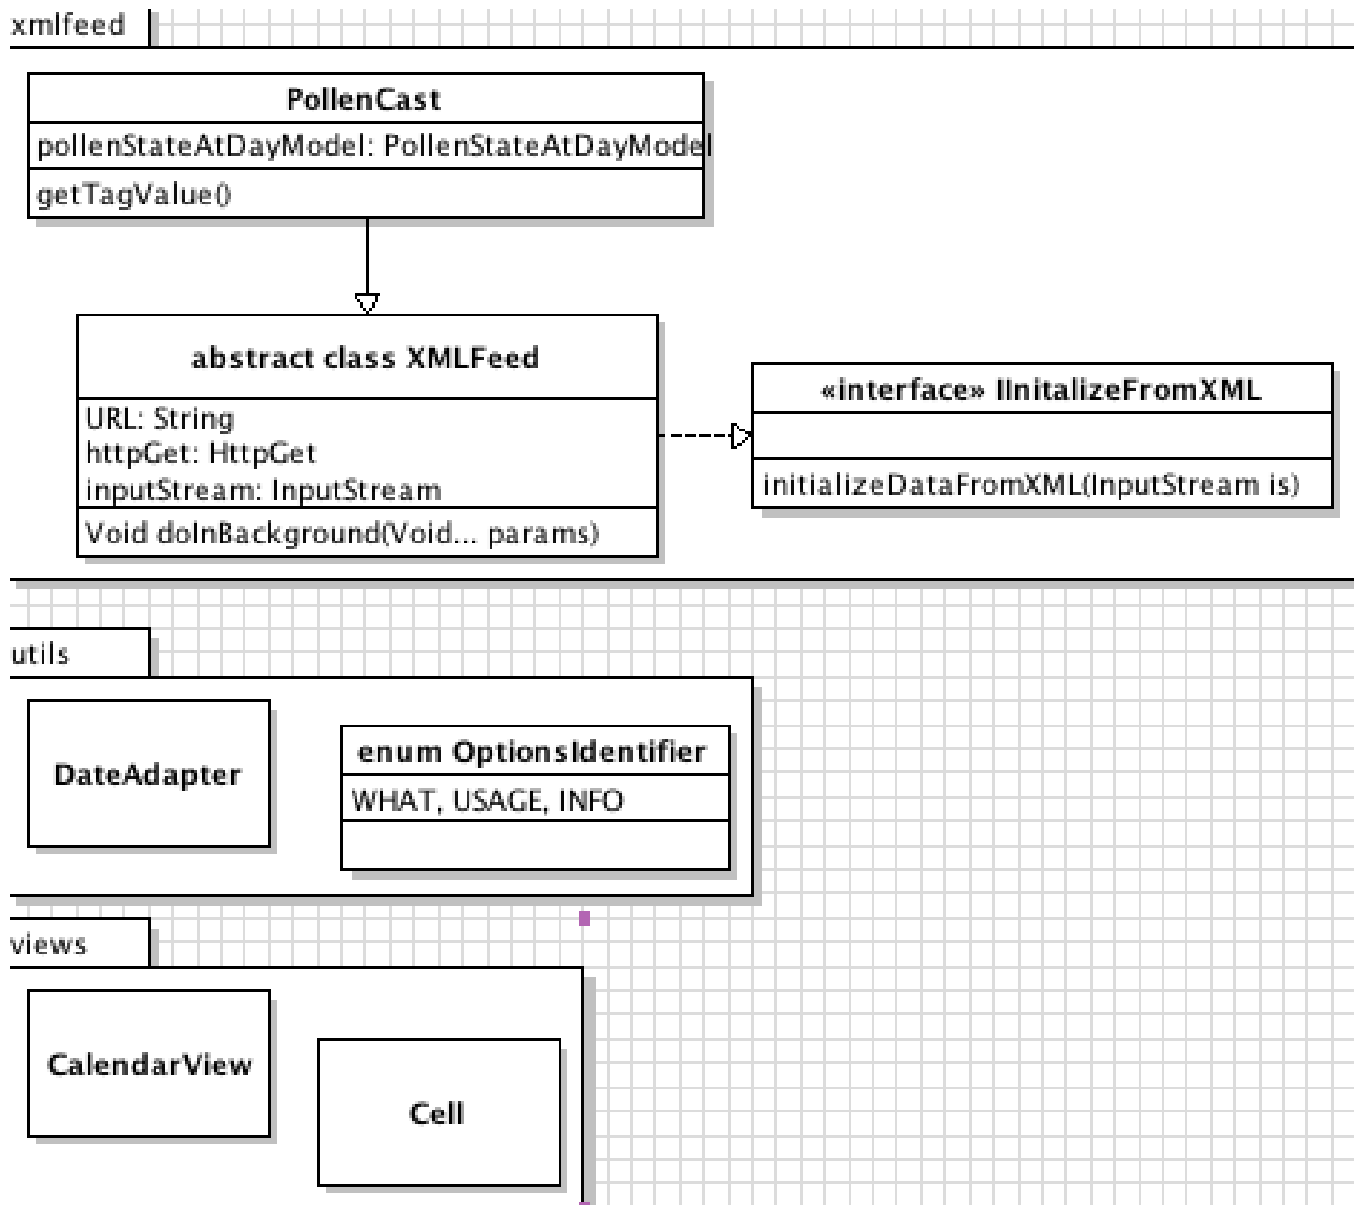 xmlfeed
PollenCast
pollenStateAtDayModel: PollenStateAtDayModel
getTagValue()
abstract class XMLFeed
URL: String
httpGet: HttpGet
inputStream: InputStream
Void doInBackground(Void... params)
«interface» IInitalizeFromXML
initializeDataFromXML(InputStream is)
utils
DateAdapter
enum OptionsIdentifier
WHAT, USAGE, INFO
views
CalendarView
Cell